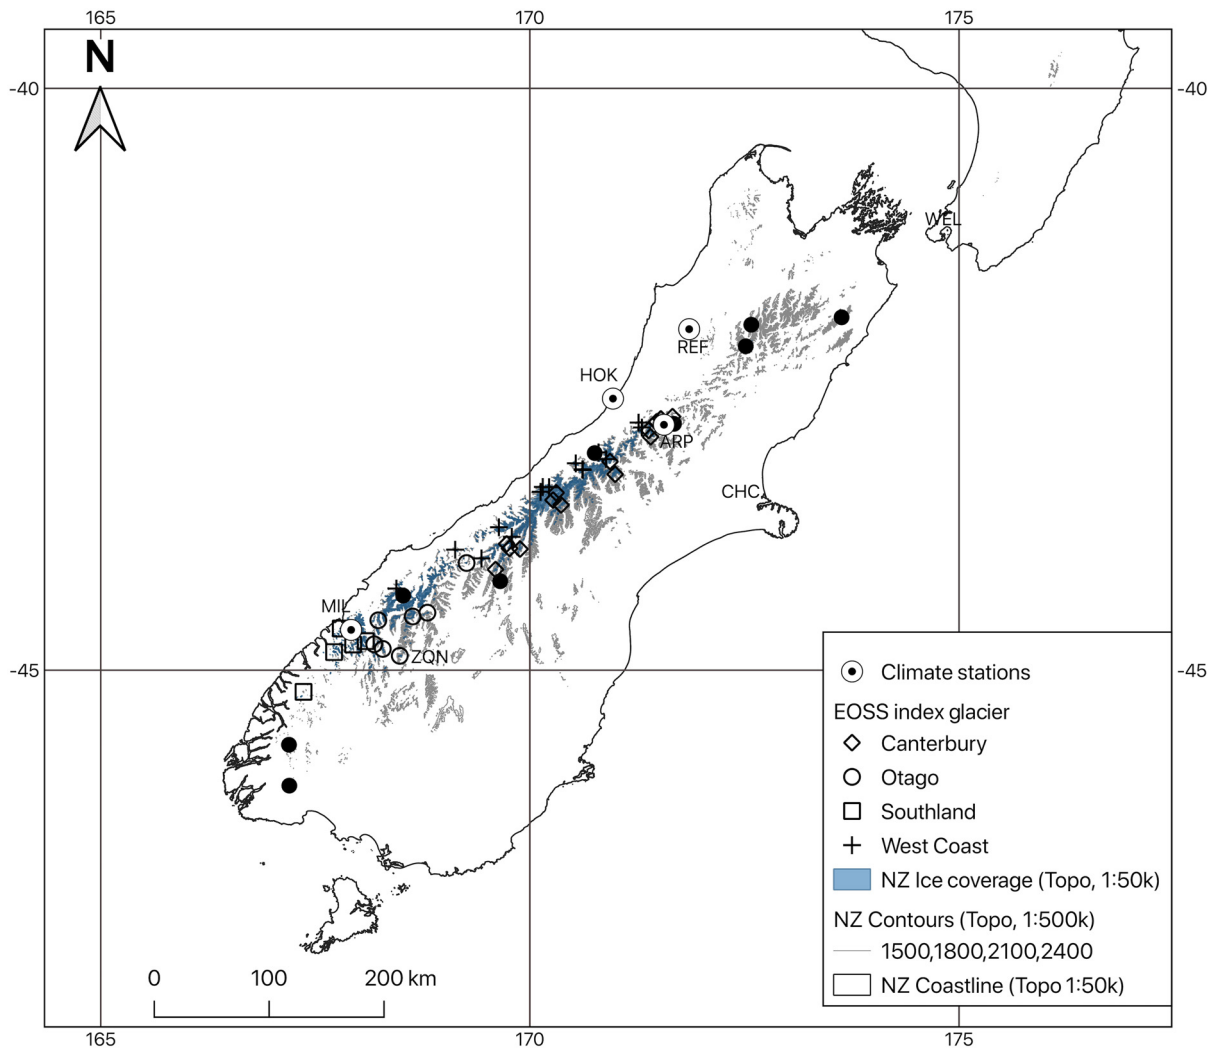 165 170 175
N
-40 -40
WEL
REF
HOK
ARP
CHC
MIL
ZQN
-45 -45
Climate stations
EOSS index glacier
Canterbury
Otago
Southland
West Coast
NZ Ice coverage (Topo, 1:50k)
NZ Contours (Topo, 1:500k)
1500,1800,2100,2400
NZ Coastline (Topo 1:50k)
0 100 200 km
165 170 175